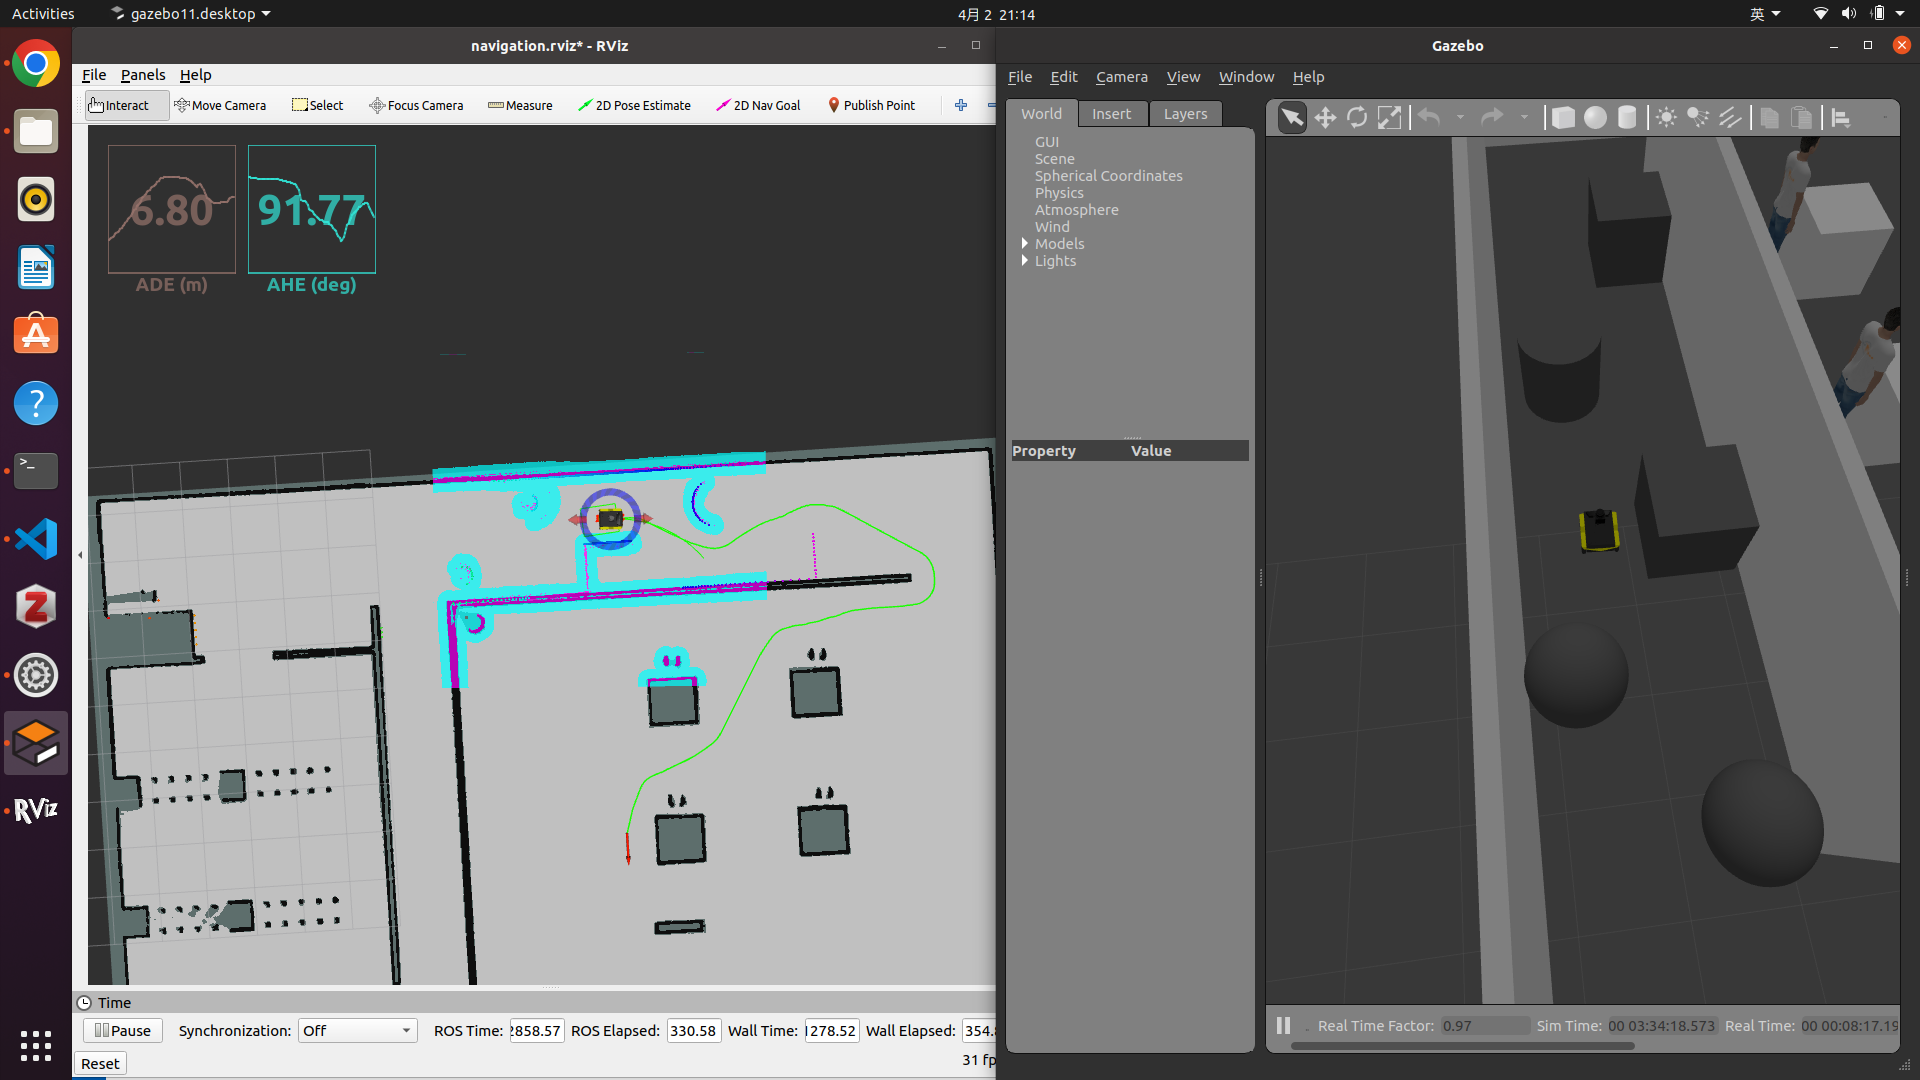 Activities gazebo11.desktop 4月 2 21:14 英
navigation.rviz* - RViz
File Panels Help
Interact Move Camera Select Focus Camera Measure 2D Pose Estimate 2D Nav Goal Publish Point
6.80 91.77
ADE (m) AHE (deg)
Time
Pause Synchronization: Off ROS Time: 2858.57 ROS Elapsed: 330.58 Wall Time: 1278.52 Wall Elapsed: 354.
Reset 31 fp
RViz
Gazebo
File Edit Camera View Window Help
World Insert Layers
GUI
Scene
Spherical Coordinates
Physics
Atmosphere
Wind
Models
Lights
Property Value
Real Time Factor: 0.97 Sim Time: 00 03:34:18.573 Real Time: 00 00:08:17.19